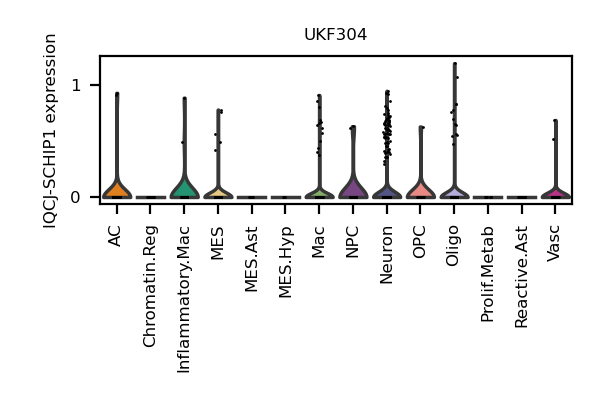 UKF304
IQCJ-SCHIP1 expression
1
0
AC
Chromatin.Reg
Inflammatory.Mac
MES
MES.Ast
MES.Hyp
Mac
NPC
Neuron
OPC
Oligo
Prolif.Metab
Reactive.Ast
Vasc